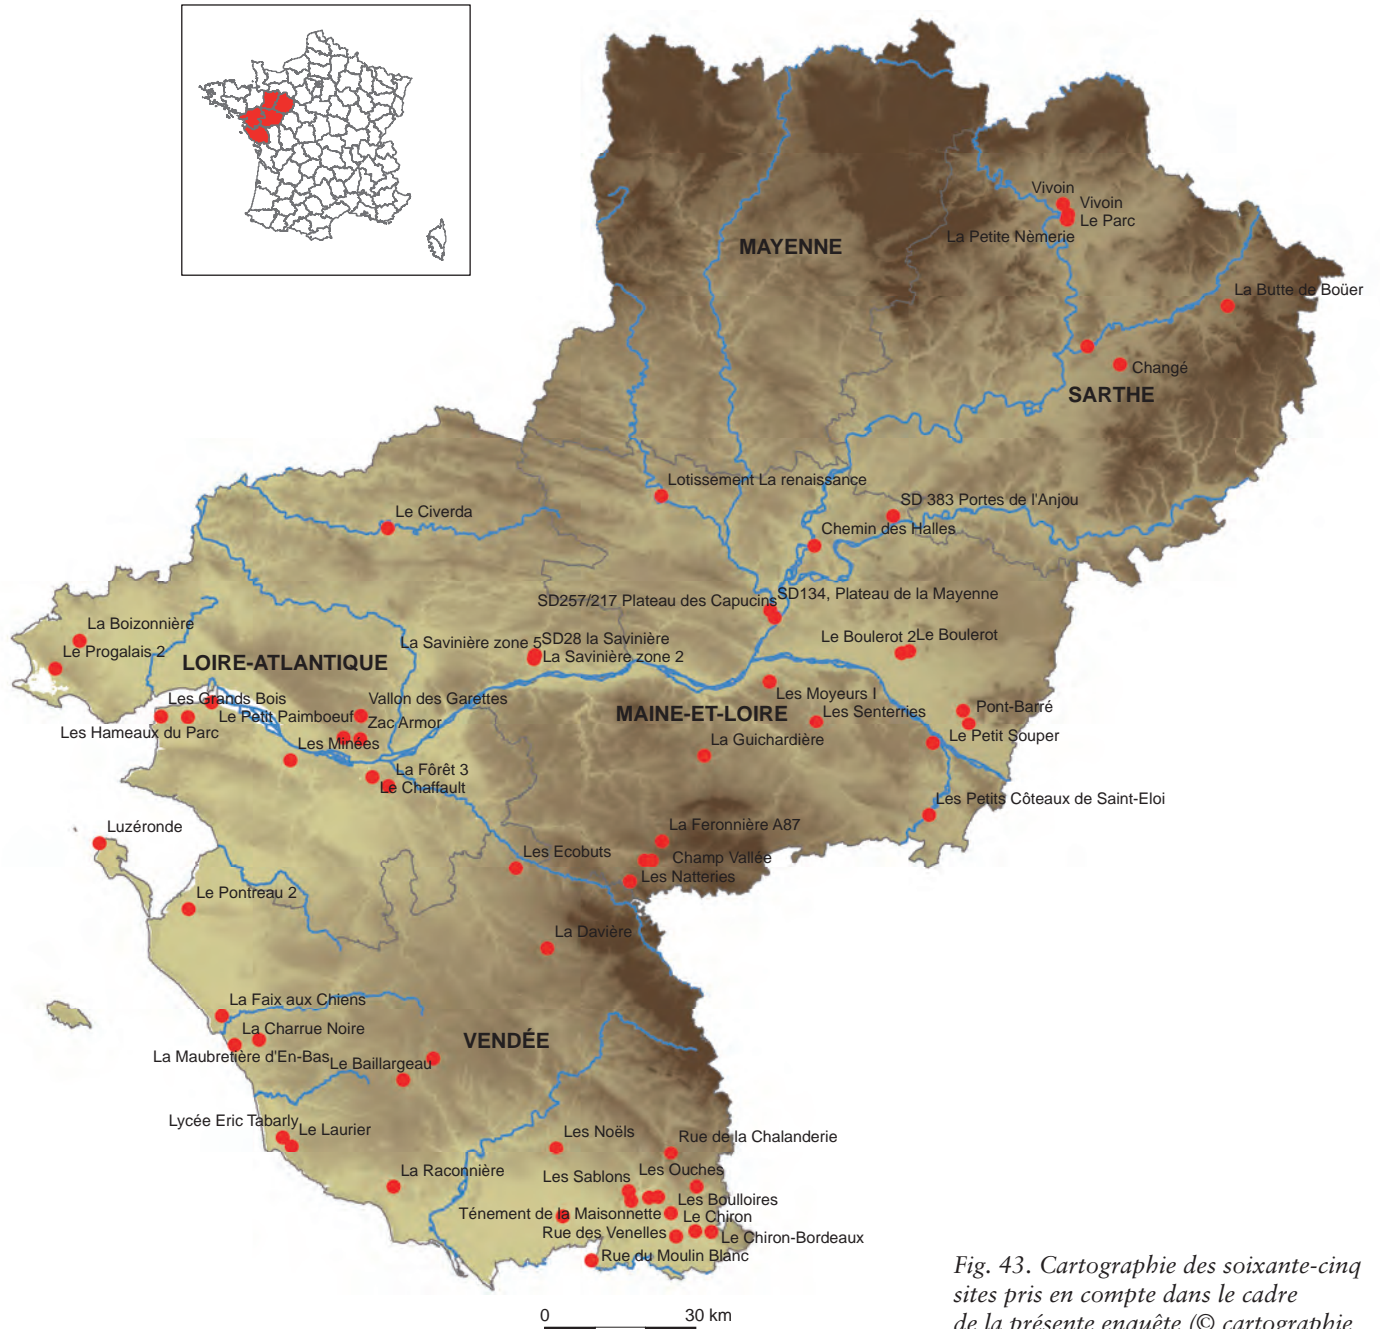 Vivoin
Vivoin
Le Parc
La Petite Nèmerie
MAYENNE
La Butte de Boüer
Changé
SARTHE
Lotissement La renaissance
SD 383 Portes de l'Anjou
Le Civerda
Chemin des Halles
SD257/217 Plateau des Capucins
SD134, Plateau de la Mayenne
La Boizonnière
Le Progalais 2
LOIRE-ATLANTIQUE
La Savinière zone 5
SD28 la Savinière
La Savinière zone 2
Le Boulerot 2
Le Boulerot
Les Grands Bois
Vallon des Garettes
Les Moyeurs I
Le Petit Paimboeuf
Zac Armor
MAINE-ET-LOIRE
Les Senterries
Pont-Barré
Les Hameaux du Parc
Les Minées
La Guichardière
Le Petit Souper
La Fôrêt 3
Le Chaffault
Les Petits Côteaux de Saint-Eloi
Luzéronde
La Feronnière A87
Les Ecobuts
Champ Vallée
Les Natteries
Le Pontreau 2
La Davière
La Faix aux Chiens
La Charrue Noire
VENDÉE
La Maubretière d'En-Bas
Le Baillargeau
Lycée Eric Tabarly
Le Laurier
Les Noëls
Rue de la Chalanderie
La Raconnière
Les Sablons
Les Ouches
Les Boulloires
Ténement de la Maisonnette
Le Chiron
Rue des Venelles
Le Chiron-Bordeaux
Rue du Moulin Blanc
0 30 km
Fig. 43. Cartographie des soixante-cinq
sites pris en compte dans le cadre
de la présente enquête (© cartographie